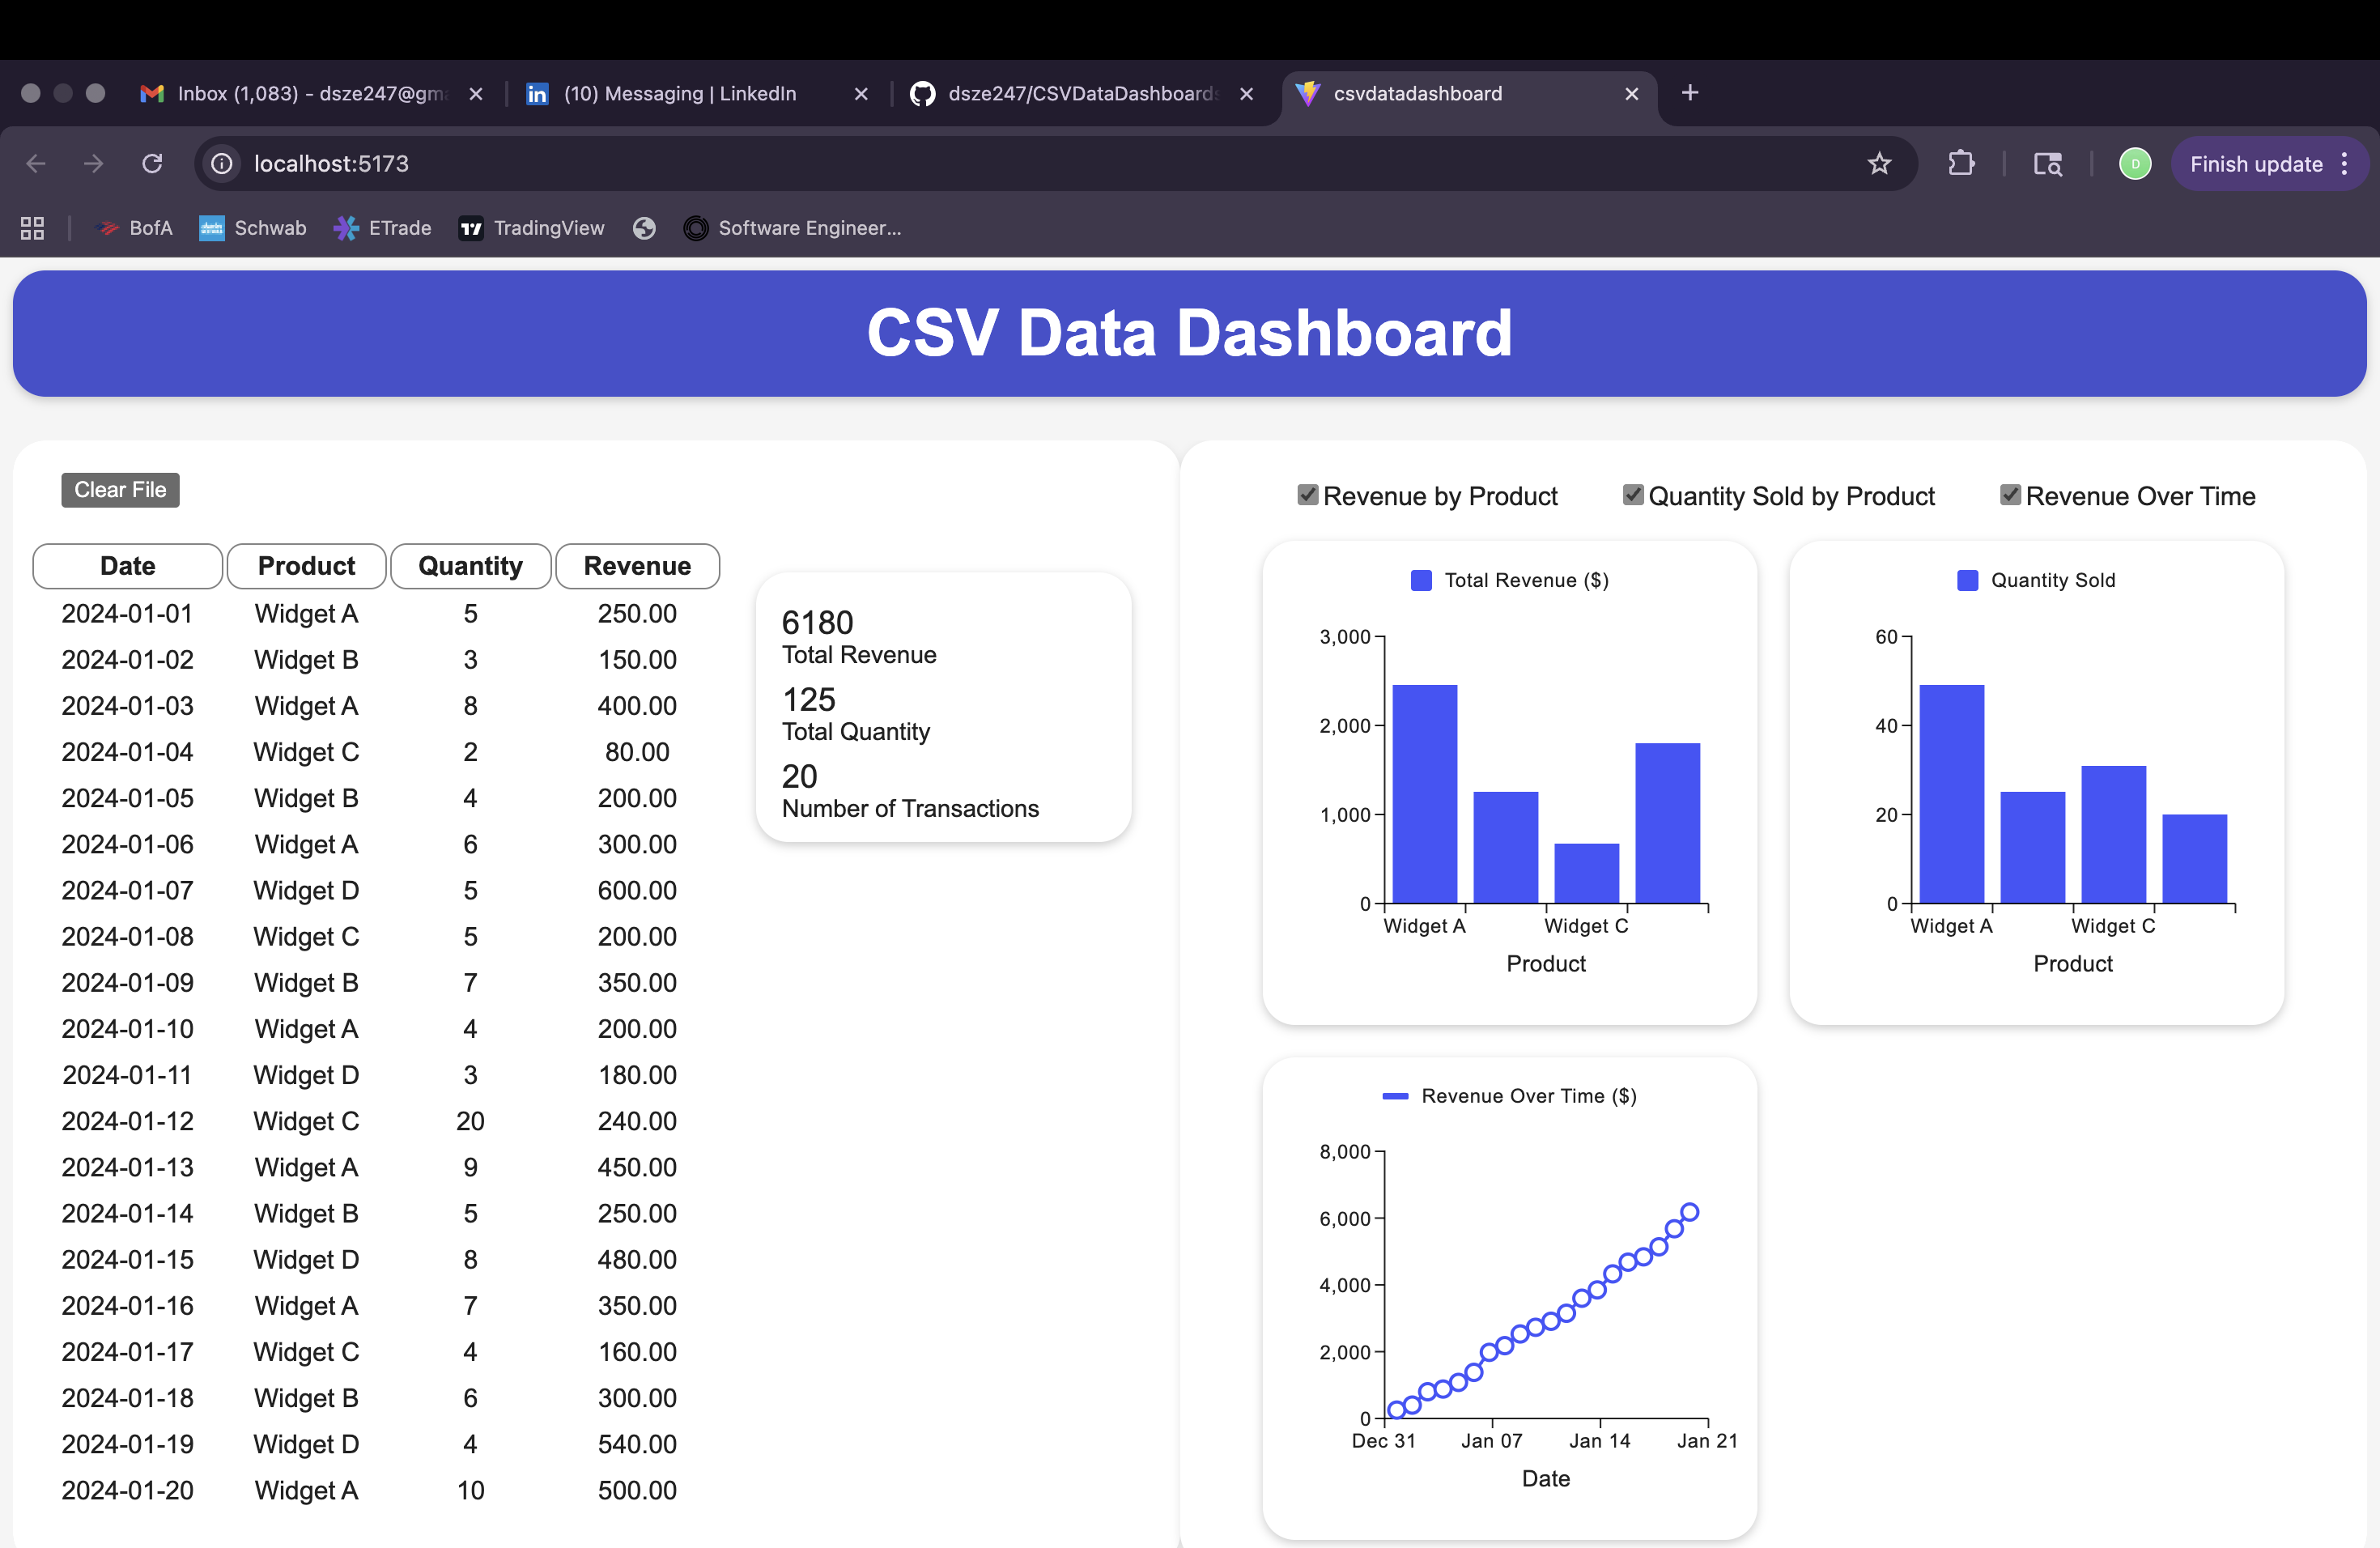 Inbox (1,083) - dsze247@gma
(10) Messaging | LinkedIn
dsze247/CSVDataDashboards
csvdatadashboard
localhost:5173
D
Finish update
BofA
Schwab
ETrade
TradingView
Software Engineer...
CSV Data Dashboard
Clear File
Date Product Quantity Revenue
2024-01-01 Widget A 5 250.00
2024-01-02 Widget B 3 150.00
2024-01-03 Widget A 8 400.00
2024-01-04 Widget C 2 80.00
2024-01-05 Widget B 4 200.00
2024-01-06 Widget A 6 300.00
2024-01-07 Widget D 5 600.00
2024-01-08 Widget C 5 200.00
2024-01-09 Widget B 7 350.00
2024-01-10 Widget A 4 200.00
2024-01-11 Widget D 3 180.00
2024-01-12 Widget C 20 240.00
2024-01-13 Widget A 9 450.00
2024-01-14 Widget B 5 250.00
2024-01-15 Widget D 8 480.00
2024-01-16 Widget A 7 350.00
2024-01-17 Widget C 4 160.00
2024-01-18 Widget B 6 300.00
2024-01-19 Widget D 4 540.00
2024-01-20 Widget A 10 500.00
6180
Total Revenue
125
Total Quantity
20
Number of Transactions
Revenue by Product Quantity Sold by Product Revenue Over Time
Total Revenue ($)
3,000
2,000
1,000
0
Widget A Widget C
Product
Quantity Sold
60
40
20
0
Widget A Widget C
Product
Revenue Over Time ($)
8,000
6,000
4,000
2,000
0
Dec 31 Jan 07 Jan 14 Jan 21
Date